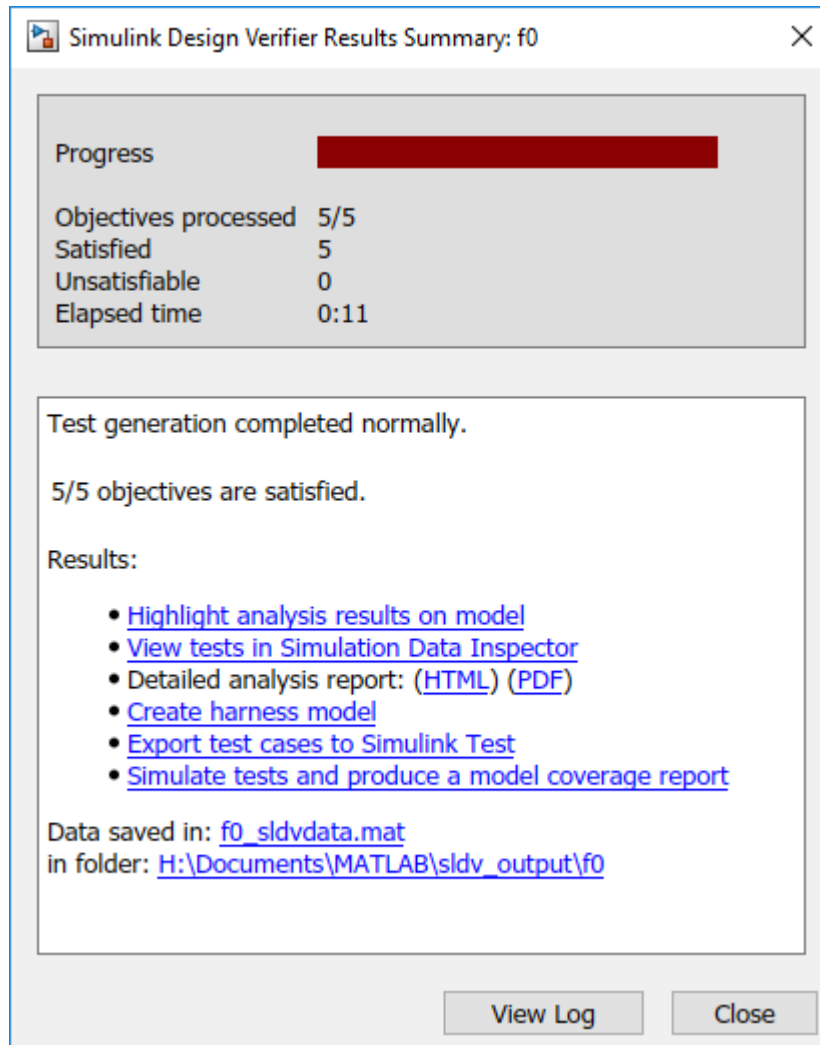 Simulink Design Verifier Results Summary: f0
Progress
Objectives processed 5/5
Satisfied 5
Unsatisfiable 0
Elapsed time 0:11
Test generation completed normally.
5/5 objectives are satisfied.
Results:
• Highlight analysis results on model
• View tests in Simulation Data Inspector
• Detailed analysis report: (HTML) (PDF)
• Create harness model
• Export test cases to Simulink Test
• Simulate tests and produce a model coverage report
Data saved in: f0_sldvdata.mat
in folder: H:\Documents\MATLAB\sldv_output\f0
View Log Close